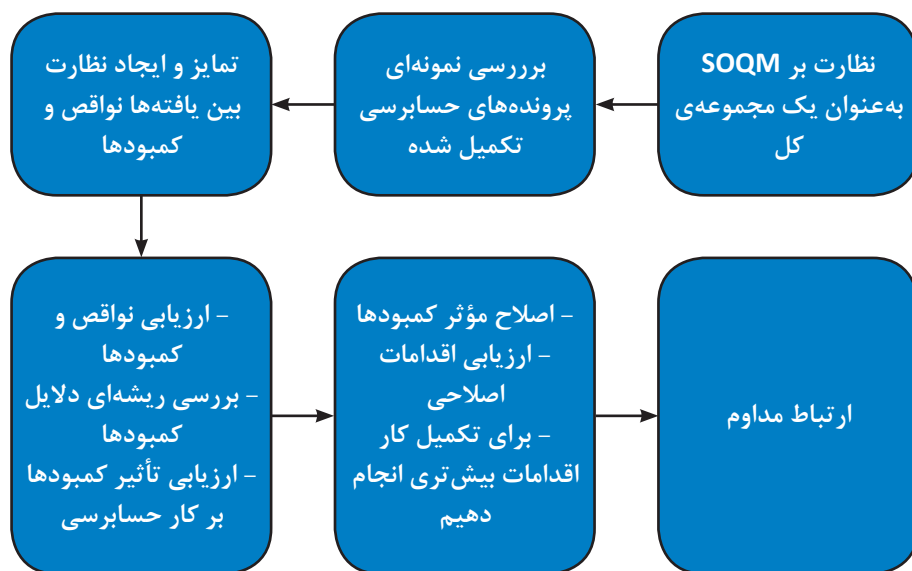 نظارت بر SOQM
به‌عنوان یک مجموعه‌ی
کل
برررسی نمونه‌ای
پرونده‌های حسابرسی
تکمیل شده
تمایز و ایجاد نظارت
بین یافته‌ها نواقص و
کمبودها
– ارزیابی نواقص و
کمبودها
– بررسی ریشه‌ای دلایل
کمبودها
– ارزیابی تأثیر کمبودها
بر کار حسابرسی
– اصلاح مؤثر کمبودها
– ارزیابی اقدامات
اصلاحی
– برای تکمیل کار
اقدامات بیش‌تری انجام
دهیم
ارتباط مداوم